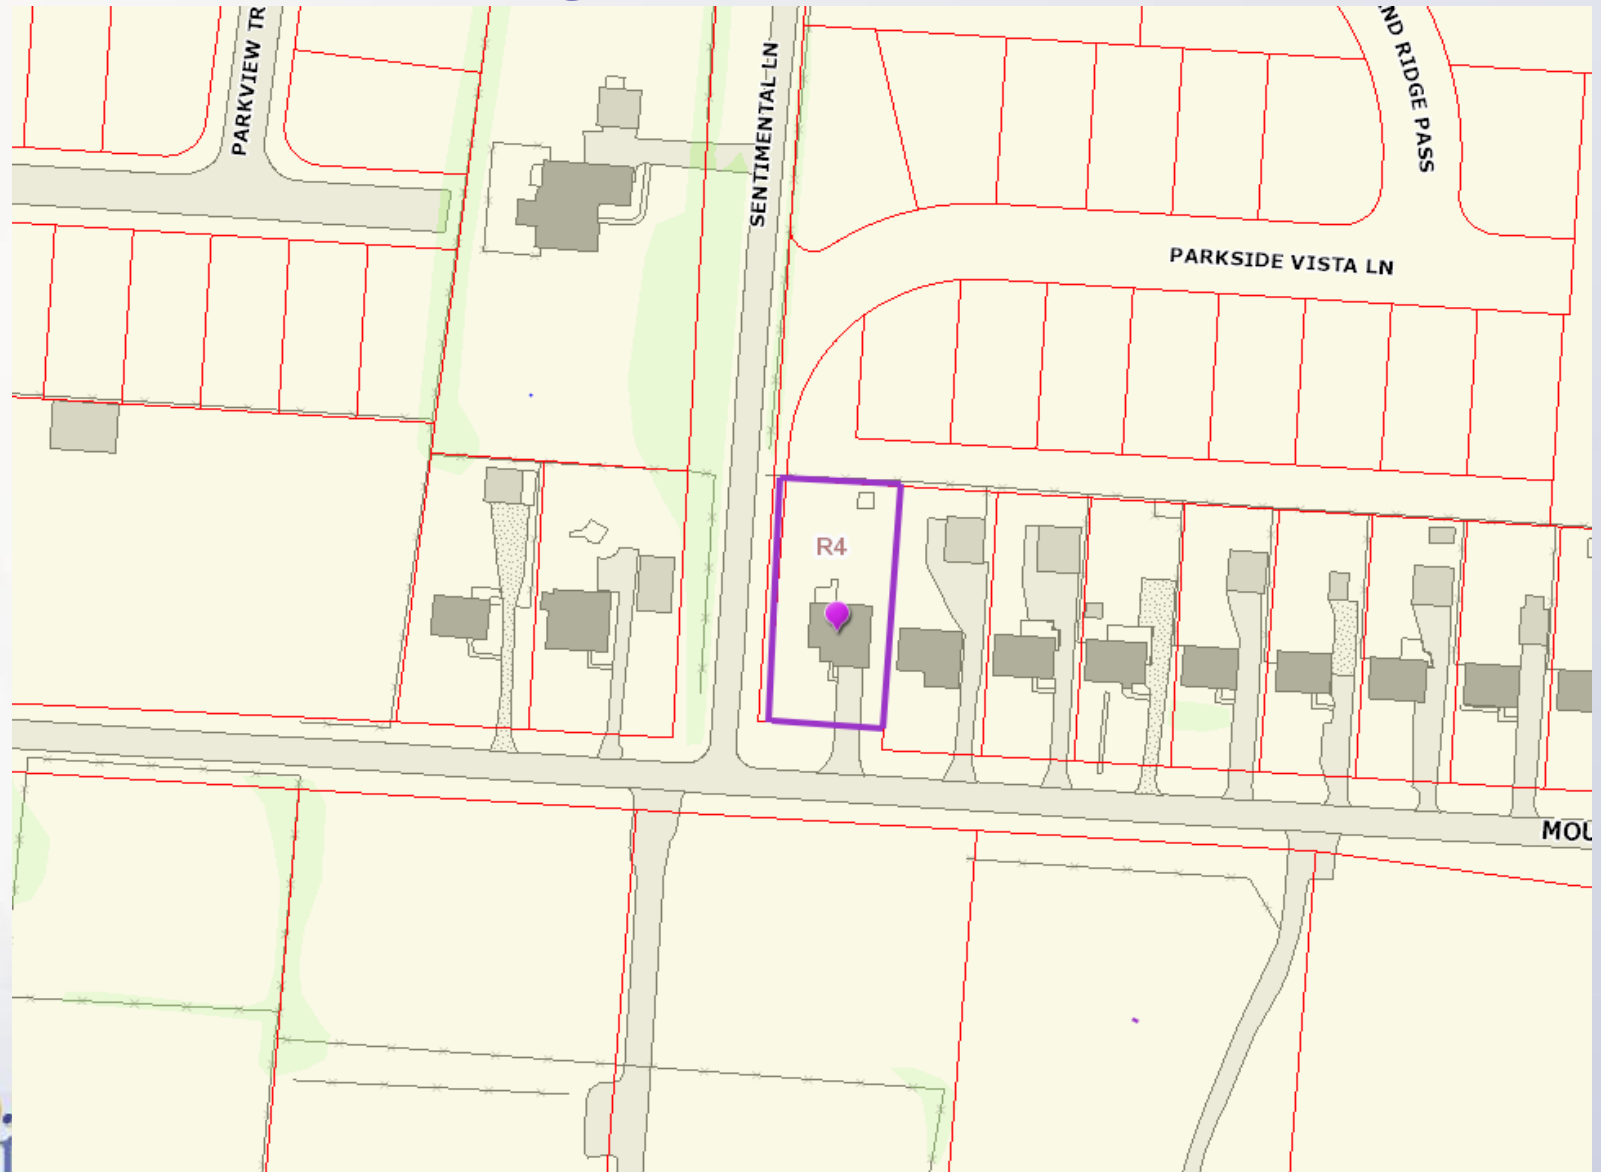 PARKVIEW TR
SENTIMENTAL LN
ND RIDGE PASS
PARKSIDE VISTA LN
R4
MOU